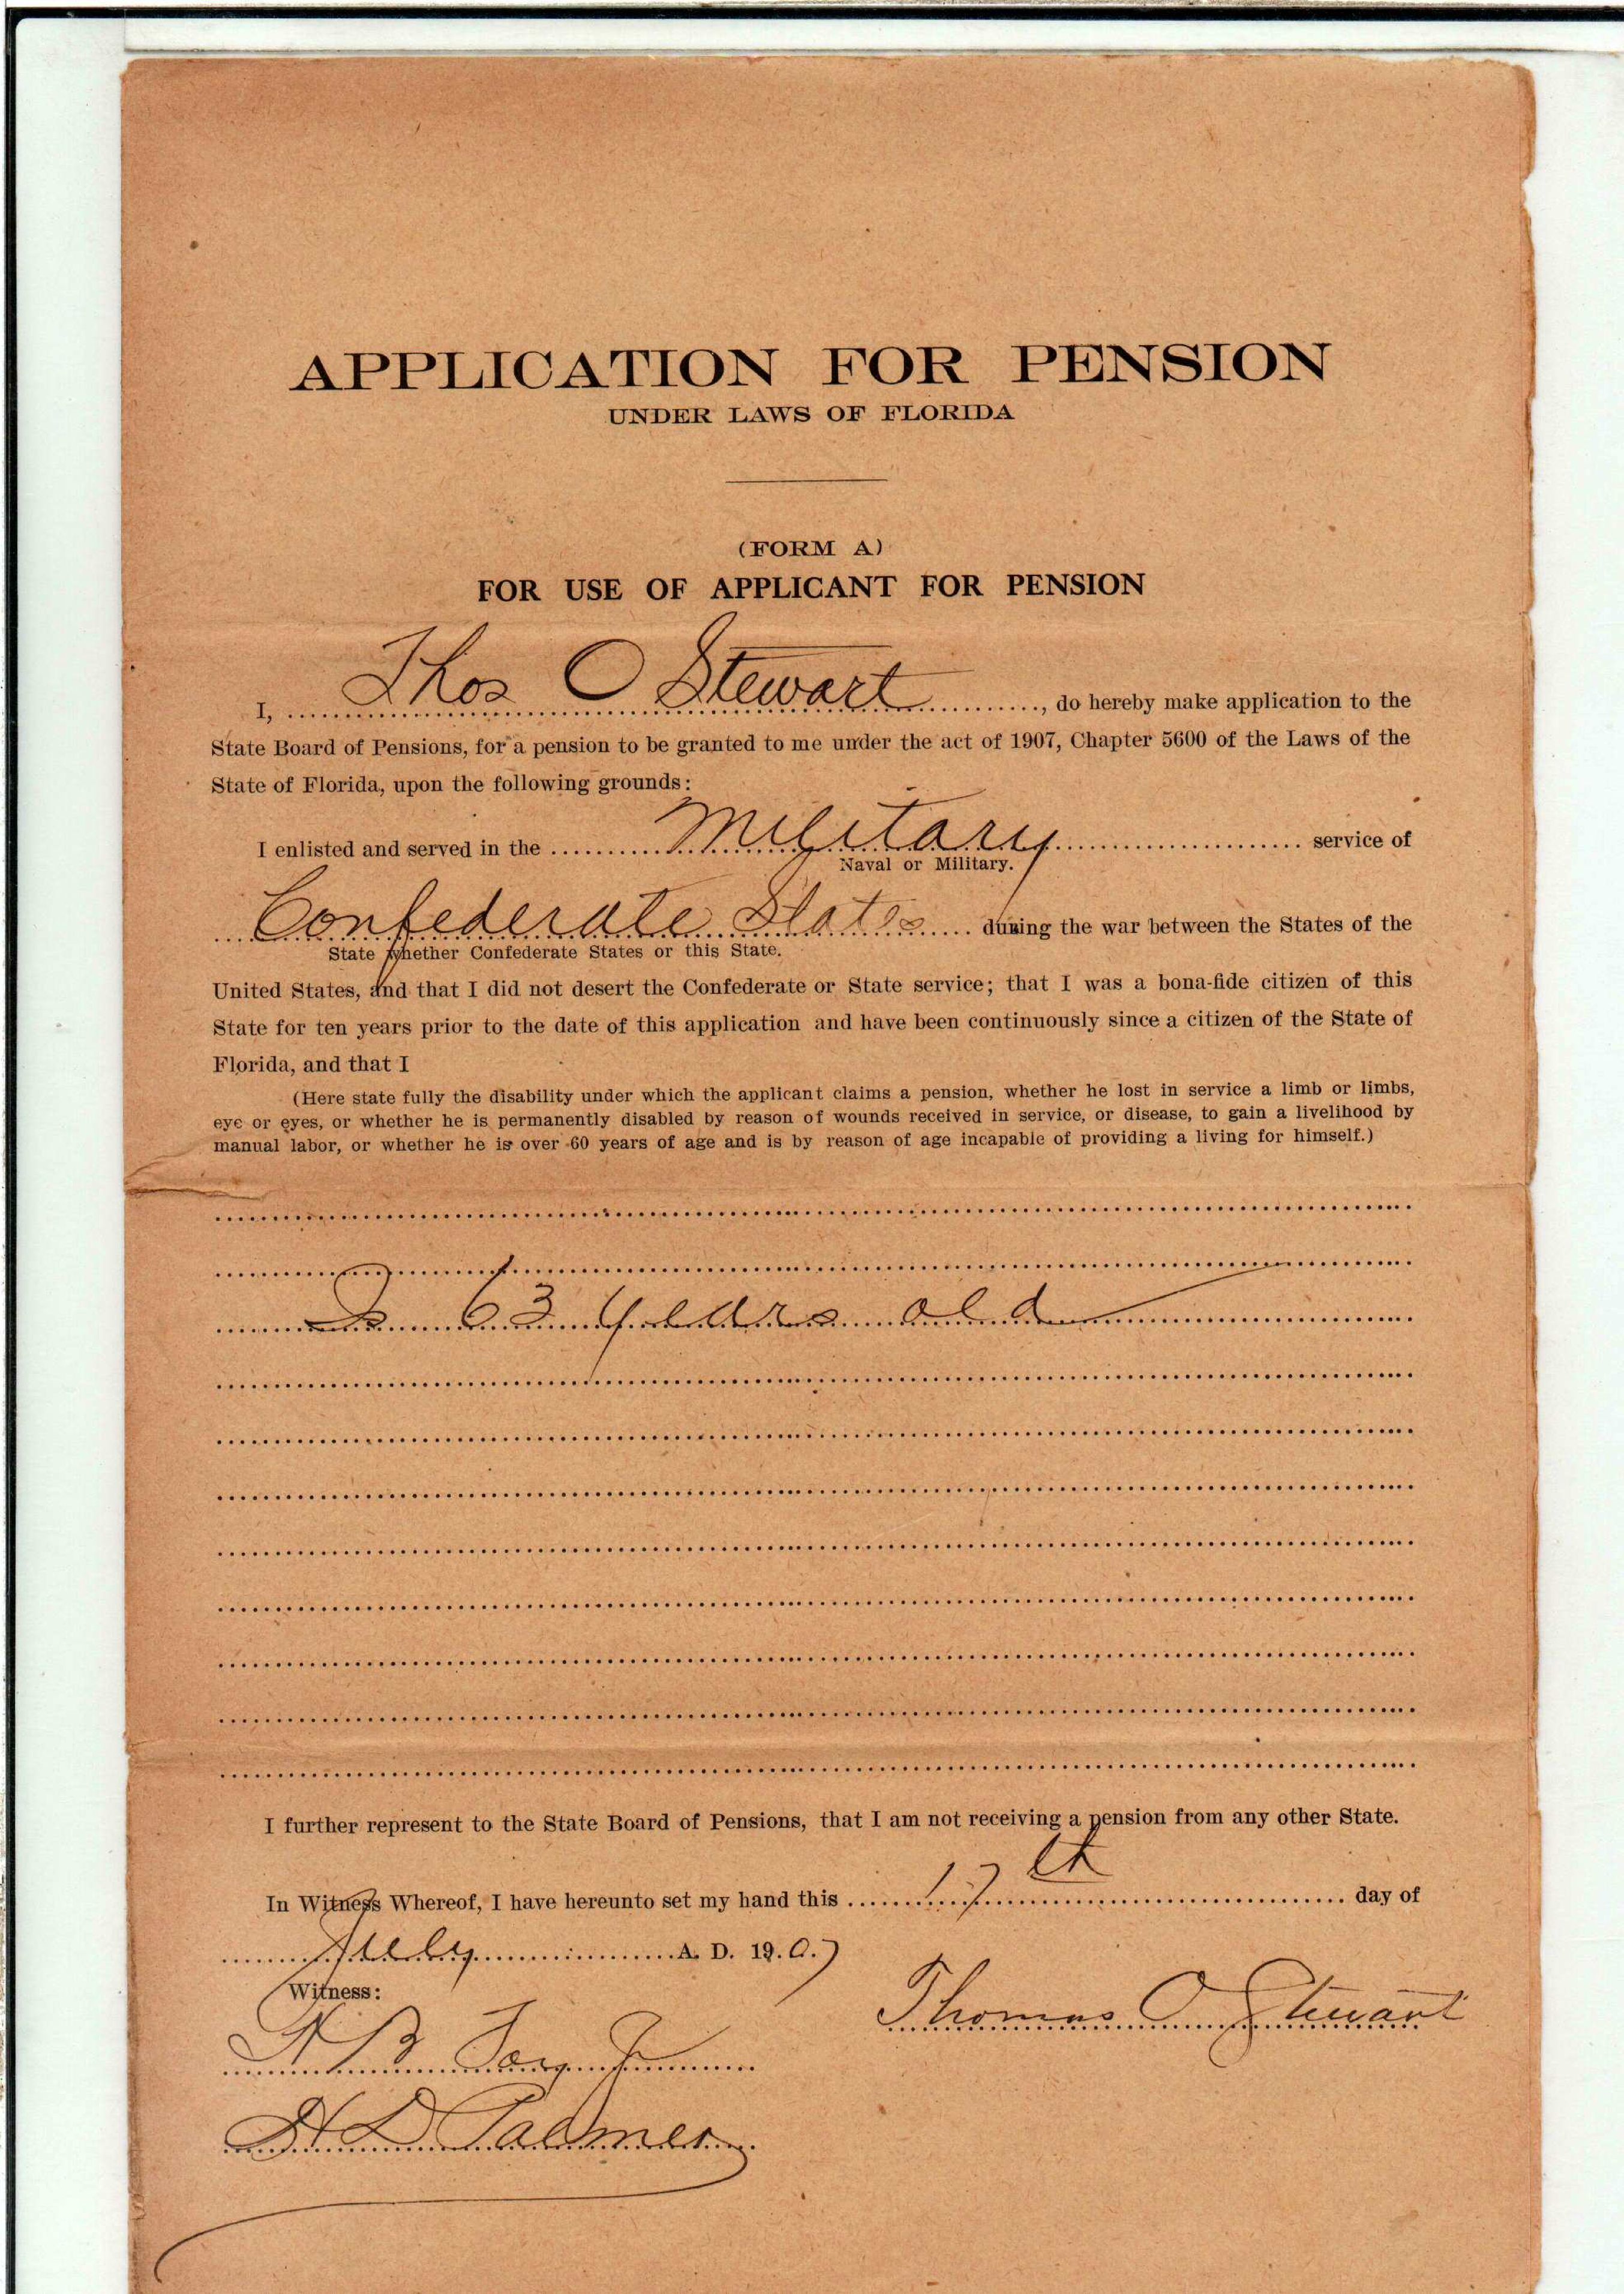 APPLICATION FOR PENSION
UNDER LAWS OF FLORIDA
(FORM A)
FOR USE OF APPLICANT FOR PENSION
I, Thos O Stewart, do hereby make application to the
State Board of Pensions, for a pension to be granted to me under the act of 1907, Chapter 5600 of the Laws of the
State of Florida, upon the following grounds:
I enlisted and served in the Military service of
Naval or Military.
Confederate States during the war between the States of the
State whether Confederate States or this State.
United States, and that I did not desert the Confederate or State service; that I was a bona-fide citizen of this
State for ten years prior to the date of this application and have been continuously since a citizen of the State of
Florida, and that I
(Here state fully the disability under which the applicant claims a pension, whether he lost in service a limb or limbs,
eye or eyes, or whether he is permanently disabled by reason of wounds received in service, or disease, to gain a livelihood by
manual labor, or whether he is over 60 years of age and is by reason of age incapable of providing a living for himself.)
63 years old
I further represent to the State Board of Pensions, that I am not receiving a pension from any other State.
In Witness Whereof, I have hereunto set my hand this 17th day of
July A. D. 1907
Witness:
Thomas O Stewart
B
H D Palmer